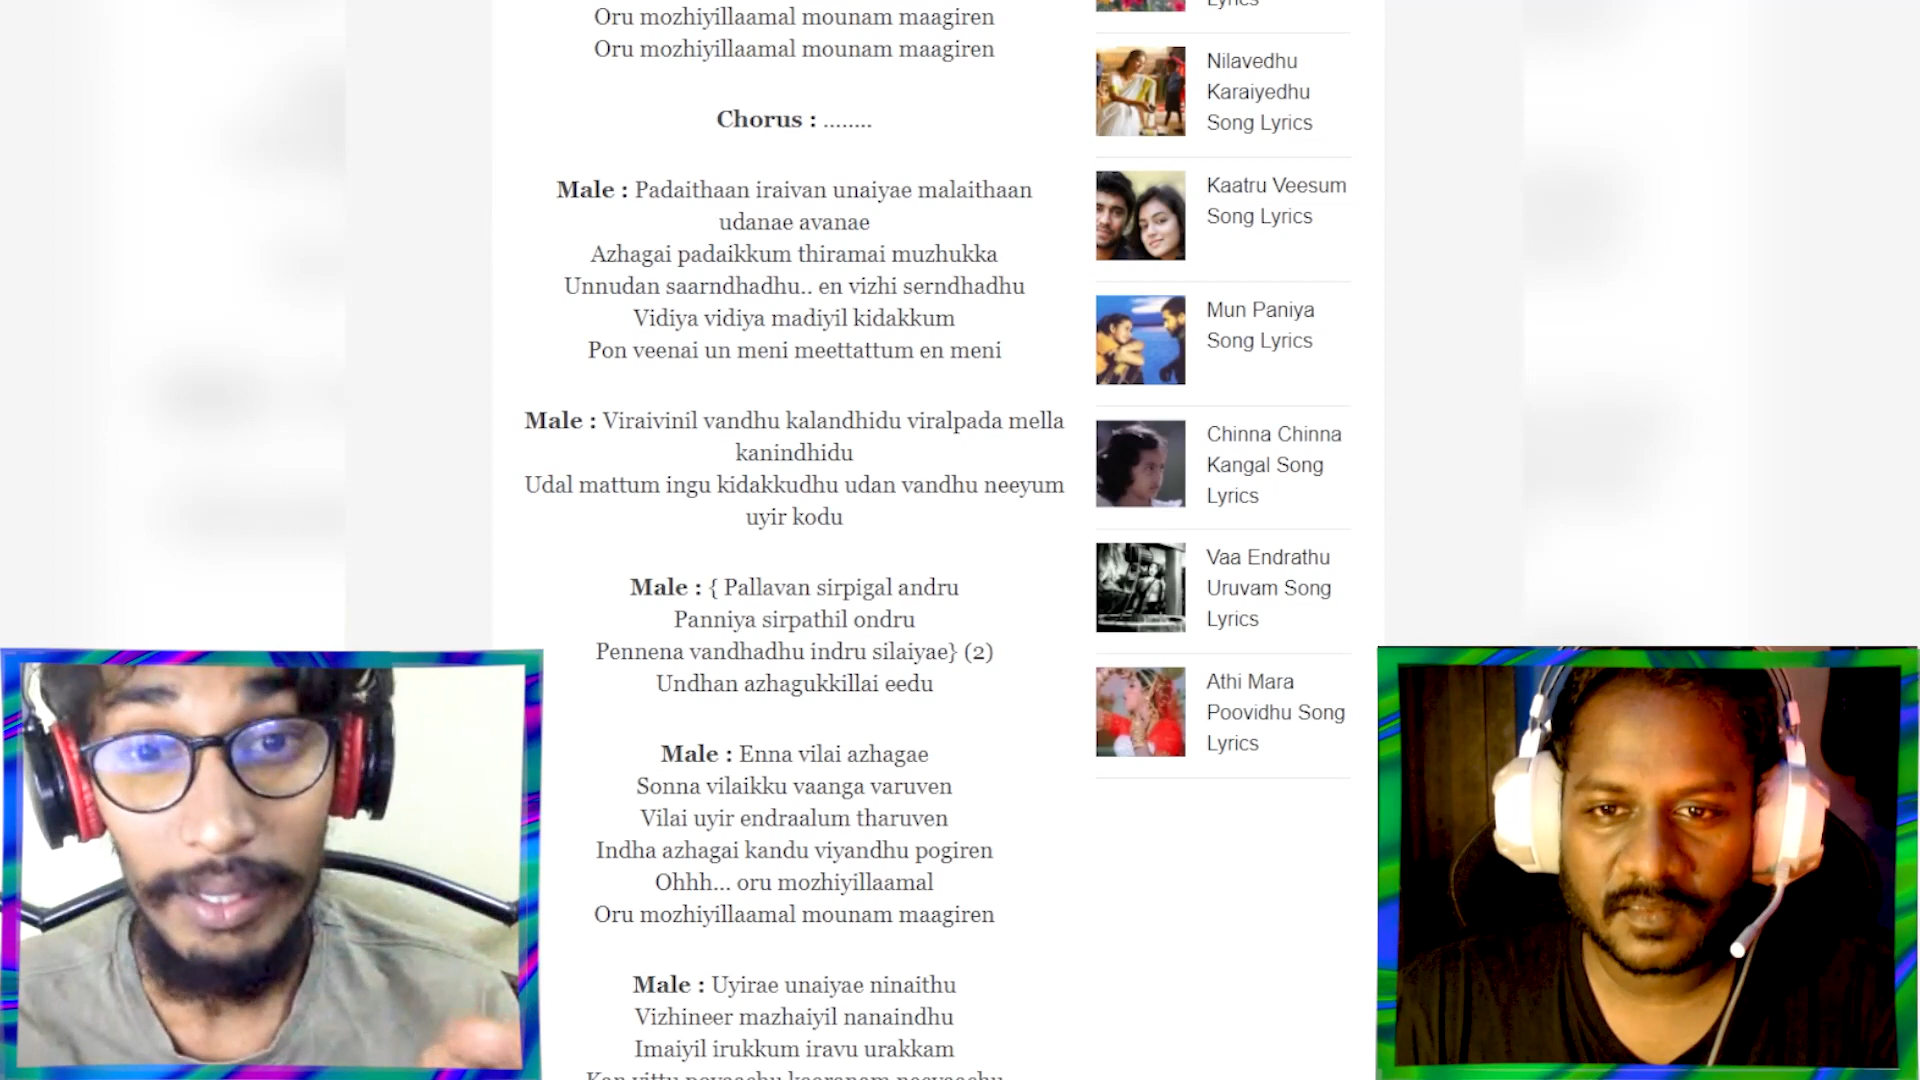 Oru mozhiyillaamal mounam maagiren
Oru mozhiyillaamal mounam maagiren
Chorus : ........
Male : Padaithaan iraivan unaiyae malaithaan
udanae avanae
Azhagai padaikkum thiramai muzhukka
Unnudan saarndhadhu.. en vizhi serndhadhu
Vidiya vidiya madiyil kidakkum
Pon veenai un meni meettattum en meni
Male : Viraivinil vandhu kalandhidu viralpada mella
kanindhidu
Udal mattum ingu kidakkudhu udan vandhu neeyum
uyir kodu
Male : { Pallavan sirpigal andru
Panniya sirpathil ondru
Pennena vandhadhu indru silaiyae} (2)
Undhan azhagukkillai eedu
Male : Enna vilai azhagae
Sonna vilaikku vaanga varuven
Vilai uyir endraalum tharuven
Indha azhagai kandu viyandhu pogiren
Ohhh... oru mozhiyillaamal
Oru mozhiyillaamal mounam maagiren
Male : Uyirae unaiyae ninaithu
Vizhineer mazhaiyil nanaindhu
Imaiyil irukkum iravu urakkam
Lyrics
Nilavedhu
Karaiyedhu
Song Lyrics
Kaatru Veesum
Song Lyrics
Mun Paniya
Song Lyrics
Chinna Chinna
Kangal Song
Lyrics
Vaa Endrathu
Uruvam Song
Lyrics
Athi Mara
Poovidhu Song
Lyrics